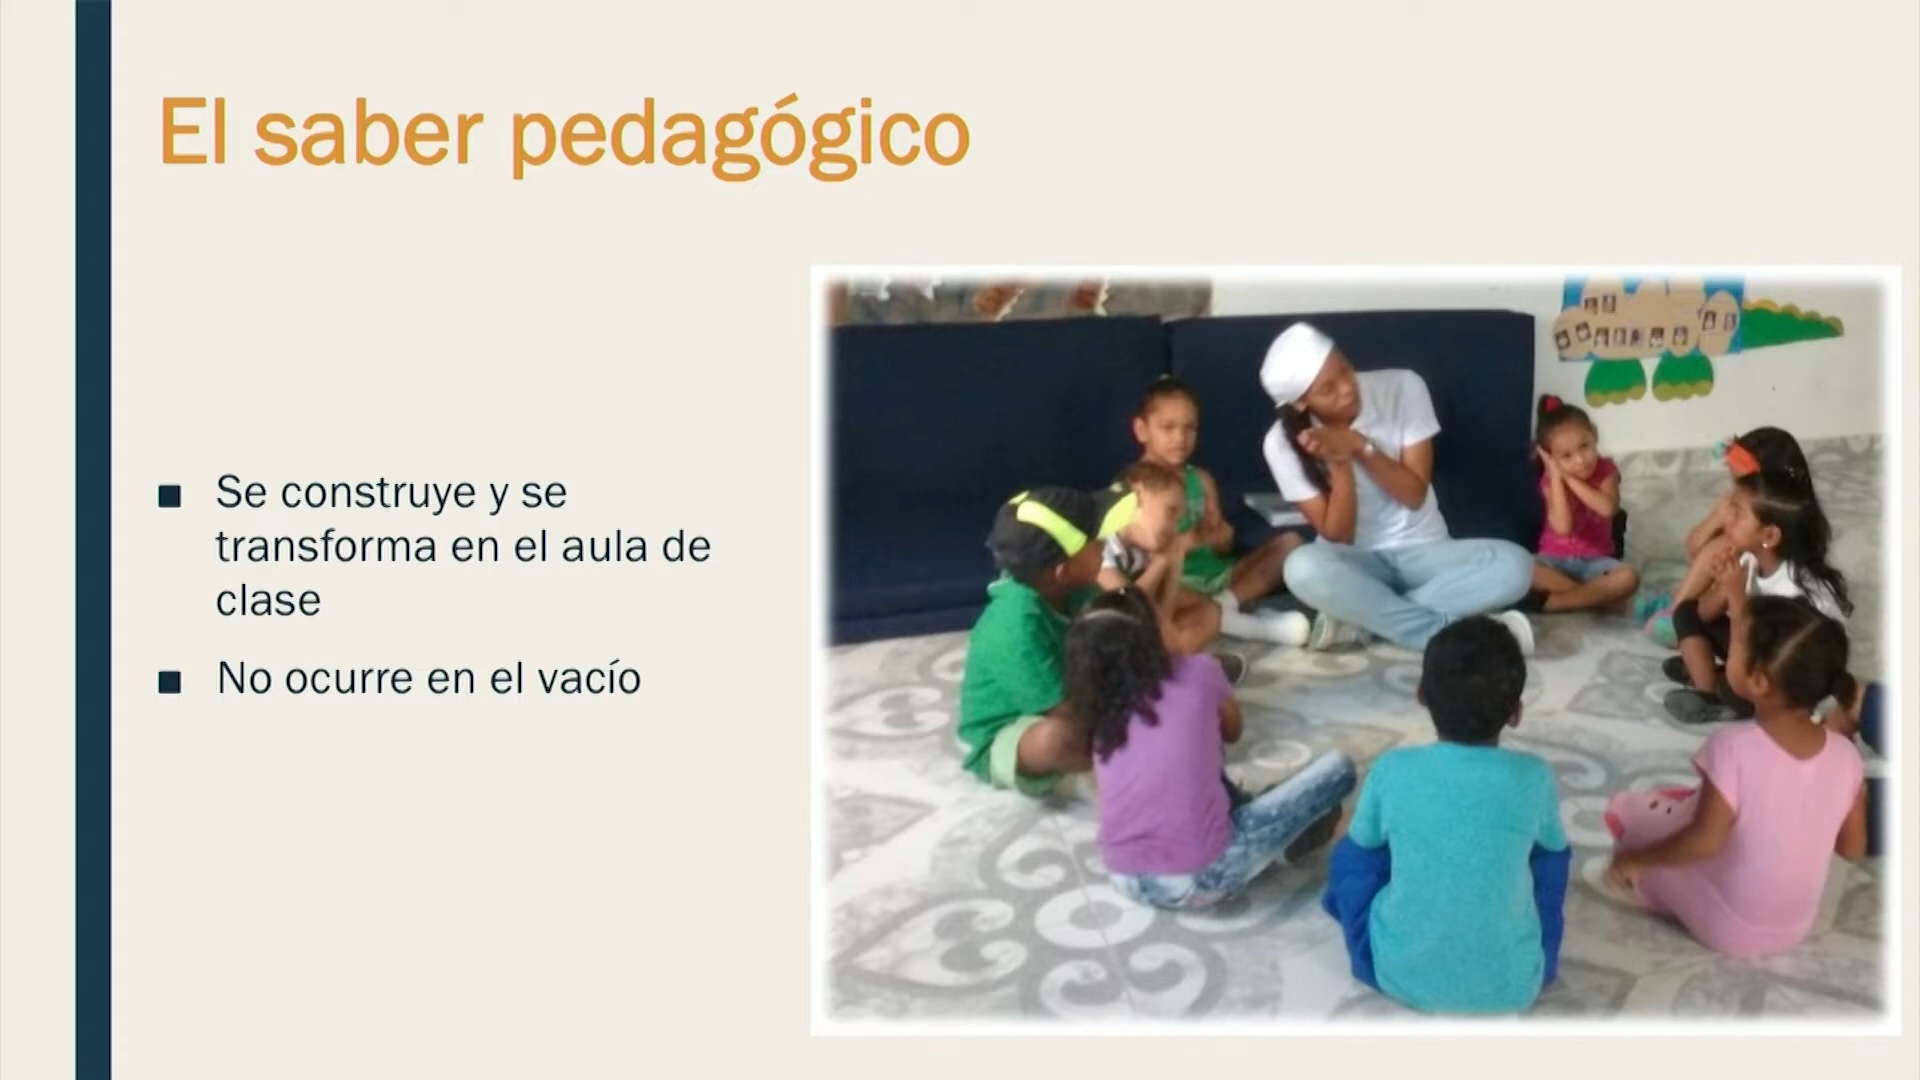 El saber pedagógico
■ Se construye y se
transforma en el aula de
clase
■ No ocurre en el vacío